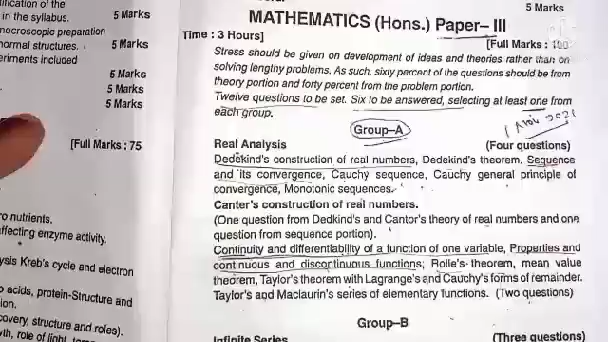 ification of the
in the syllabus. 5 Marks
nocroscopic preparation
normal structures. 5 Marks
eriments included
6 Marks
5 Marks
5 Marks
[Full Marks : 75
ro nutrients.
affecting enzyme activity.
ysis Kreb's cycle and electron
o acids, protein-Structure and
ion.
covery structure and roles).
5 Marks
MATHEMATICS (Hons.) Paper–III
Time : 3 Hours] [Full Marks : 100
Stress should be given on development of ideas and theories rather than on
solving lengthy problems. As such, sixty percent of the questions should be from
theory portion and forty percent from the problem portion.
Twelve questions to be set. Six to be answered, selecting at least one from
each group.
Group–A
Real Analysis (Four questions)
Dedekind's construction of real numbers, Dedekind's theorem, Sequence
and its convergence, Cauchy sequence, Cauchy general principle of
convergence, Monotonic sequences.
Canter's construction of real numbers.
(One question from Dedkind's and Cantor's theory of real numbers and one
question from sequence portion).
Continuity and differentiability of a function of one variable, Properties and
continuous and discontinuous functions; Rolle's theorem, mean value
theorem, Taylor's theorem with Lagrange's and Cauchy's forms of remainder.
Taylor's and Maclaurin's series of elementary functions. (Two questions)
Group–B
Infinite Series (Three questions)